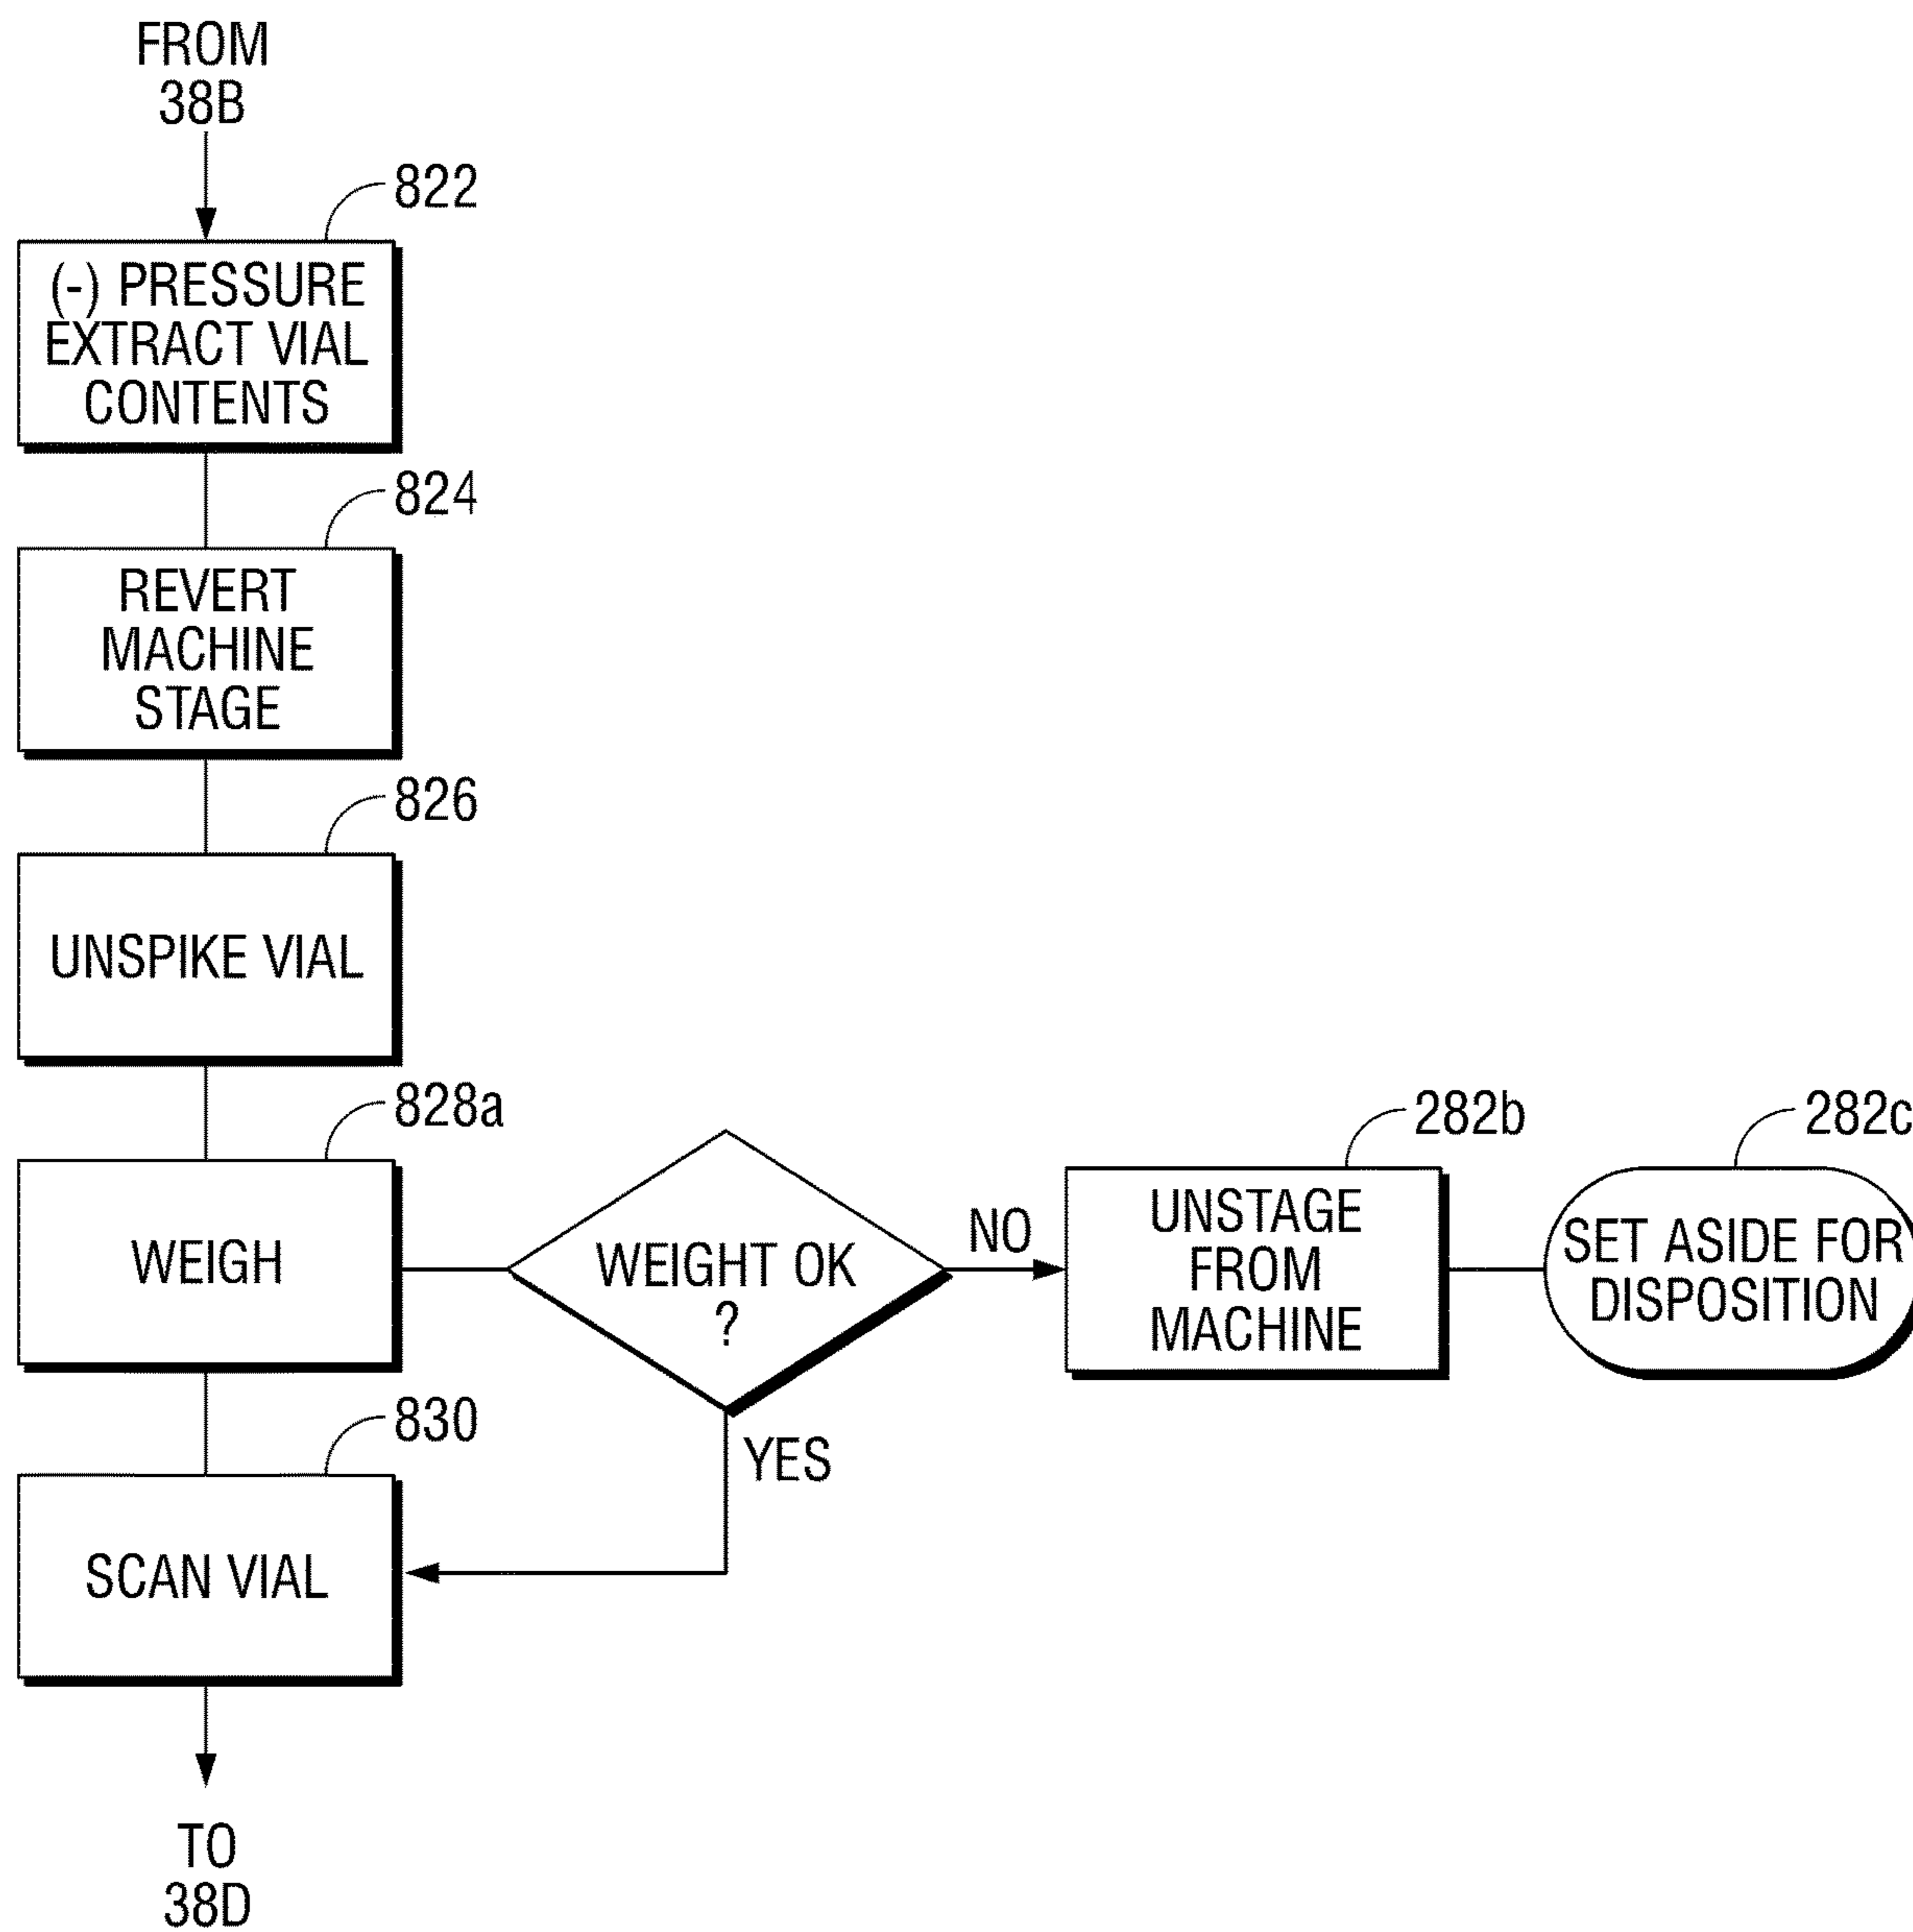 FROM
38B
822
(-) PRESSURE
EXTRACT VIAL
CONTENTS
824
REVERT
MACHINE
STAGE
826
UNSPIKE VIAL
828a
WEIGH
WEIGHT OK
?
NO
282b
UNSTAGE
FROM
MACHINE
282c
SET ASIDE FOR
DISPOSITION
YES
830
SCAN VIAL
TO
38D